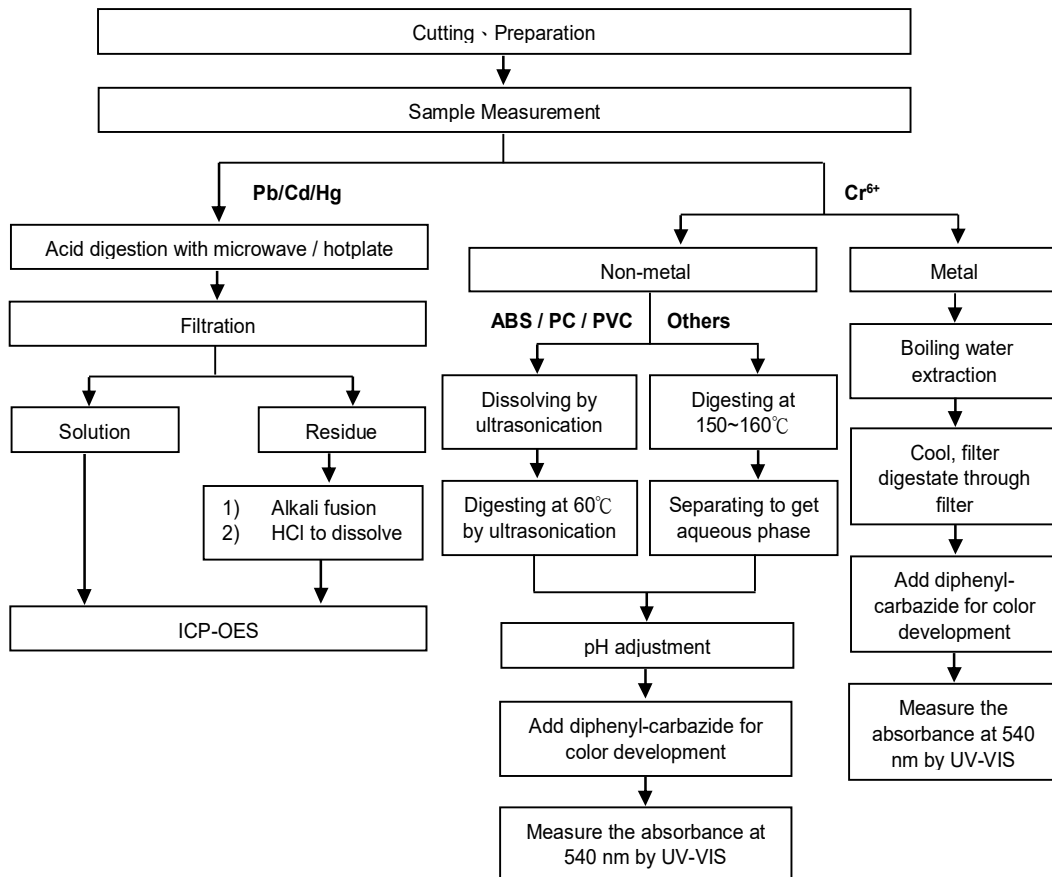 Cutting、Preparation
Sample Measurement
Pb/Cd/Hg
Acid digestion with microwave / hotplate
Filtration
Solution
Residue
1) Alkali fusion
2) HCl to dissolve
ICP-OES
Cr⁶⁺
Non-metal
ABS / PC / PVC
Dissolving by
ultrasonication
Digesting at 60℃
by ultrasonication
Others
Digesting at
150~160℃
Separating to get
aqueous phase
pH adjustment
Add diphenyl-carbazide for
color development
Measure the absorbance at
540 nm by UV-VIS
Metal
Boiling water
extraction
Cool, filter
digestate through
filter
Add diphenyl-
carbazide for color
development
Measure the
absorbance at 540
nm by UV-VIS